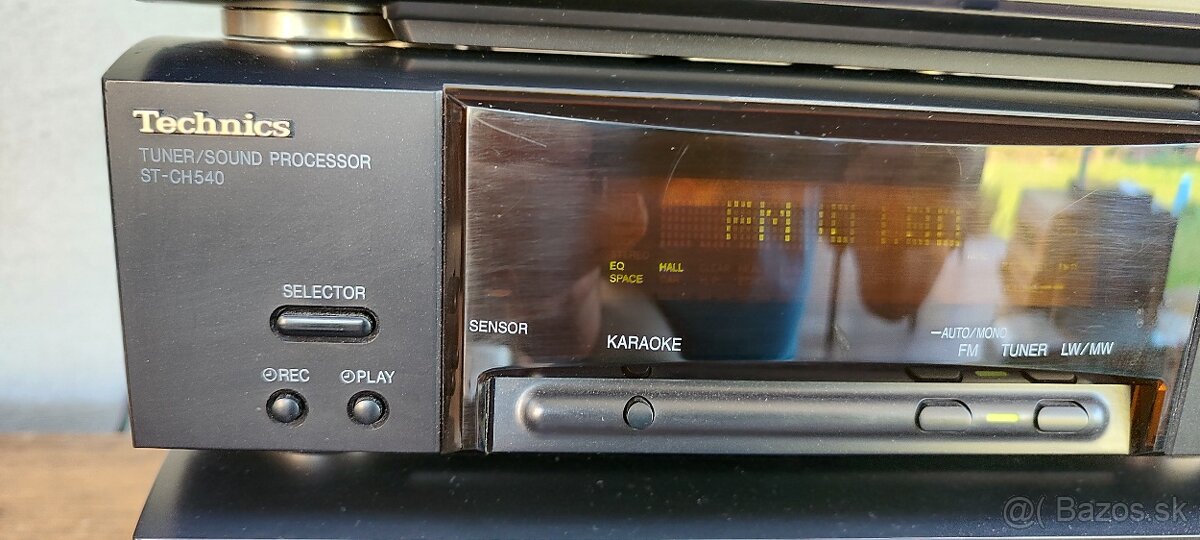 Technics
TUNER/SOUND PROCESSOR
ST-CH540
SELECTOR
REC PLAY
FM
EQ HALL
SPACE
SENSOR
KARAOKE
—AUTO/MONO
FM TUNER LW/MW
@( Bazos.sk